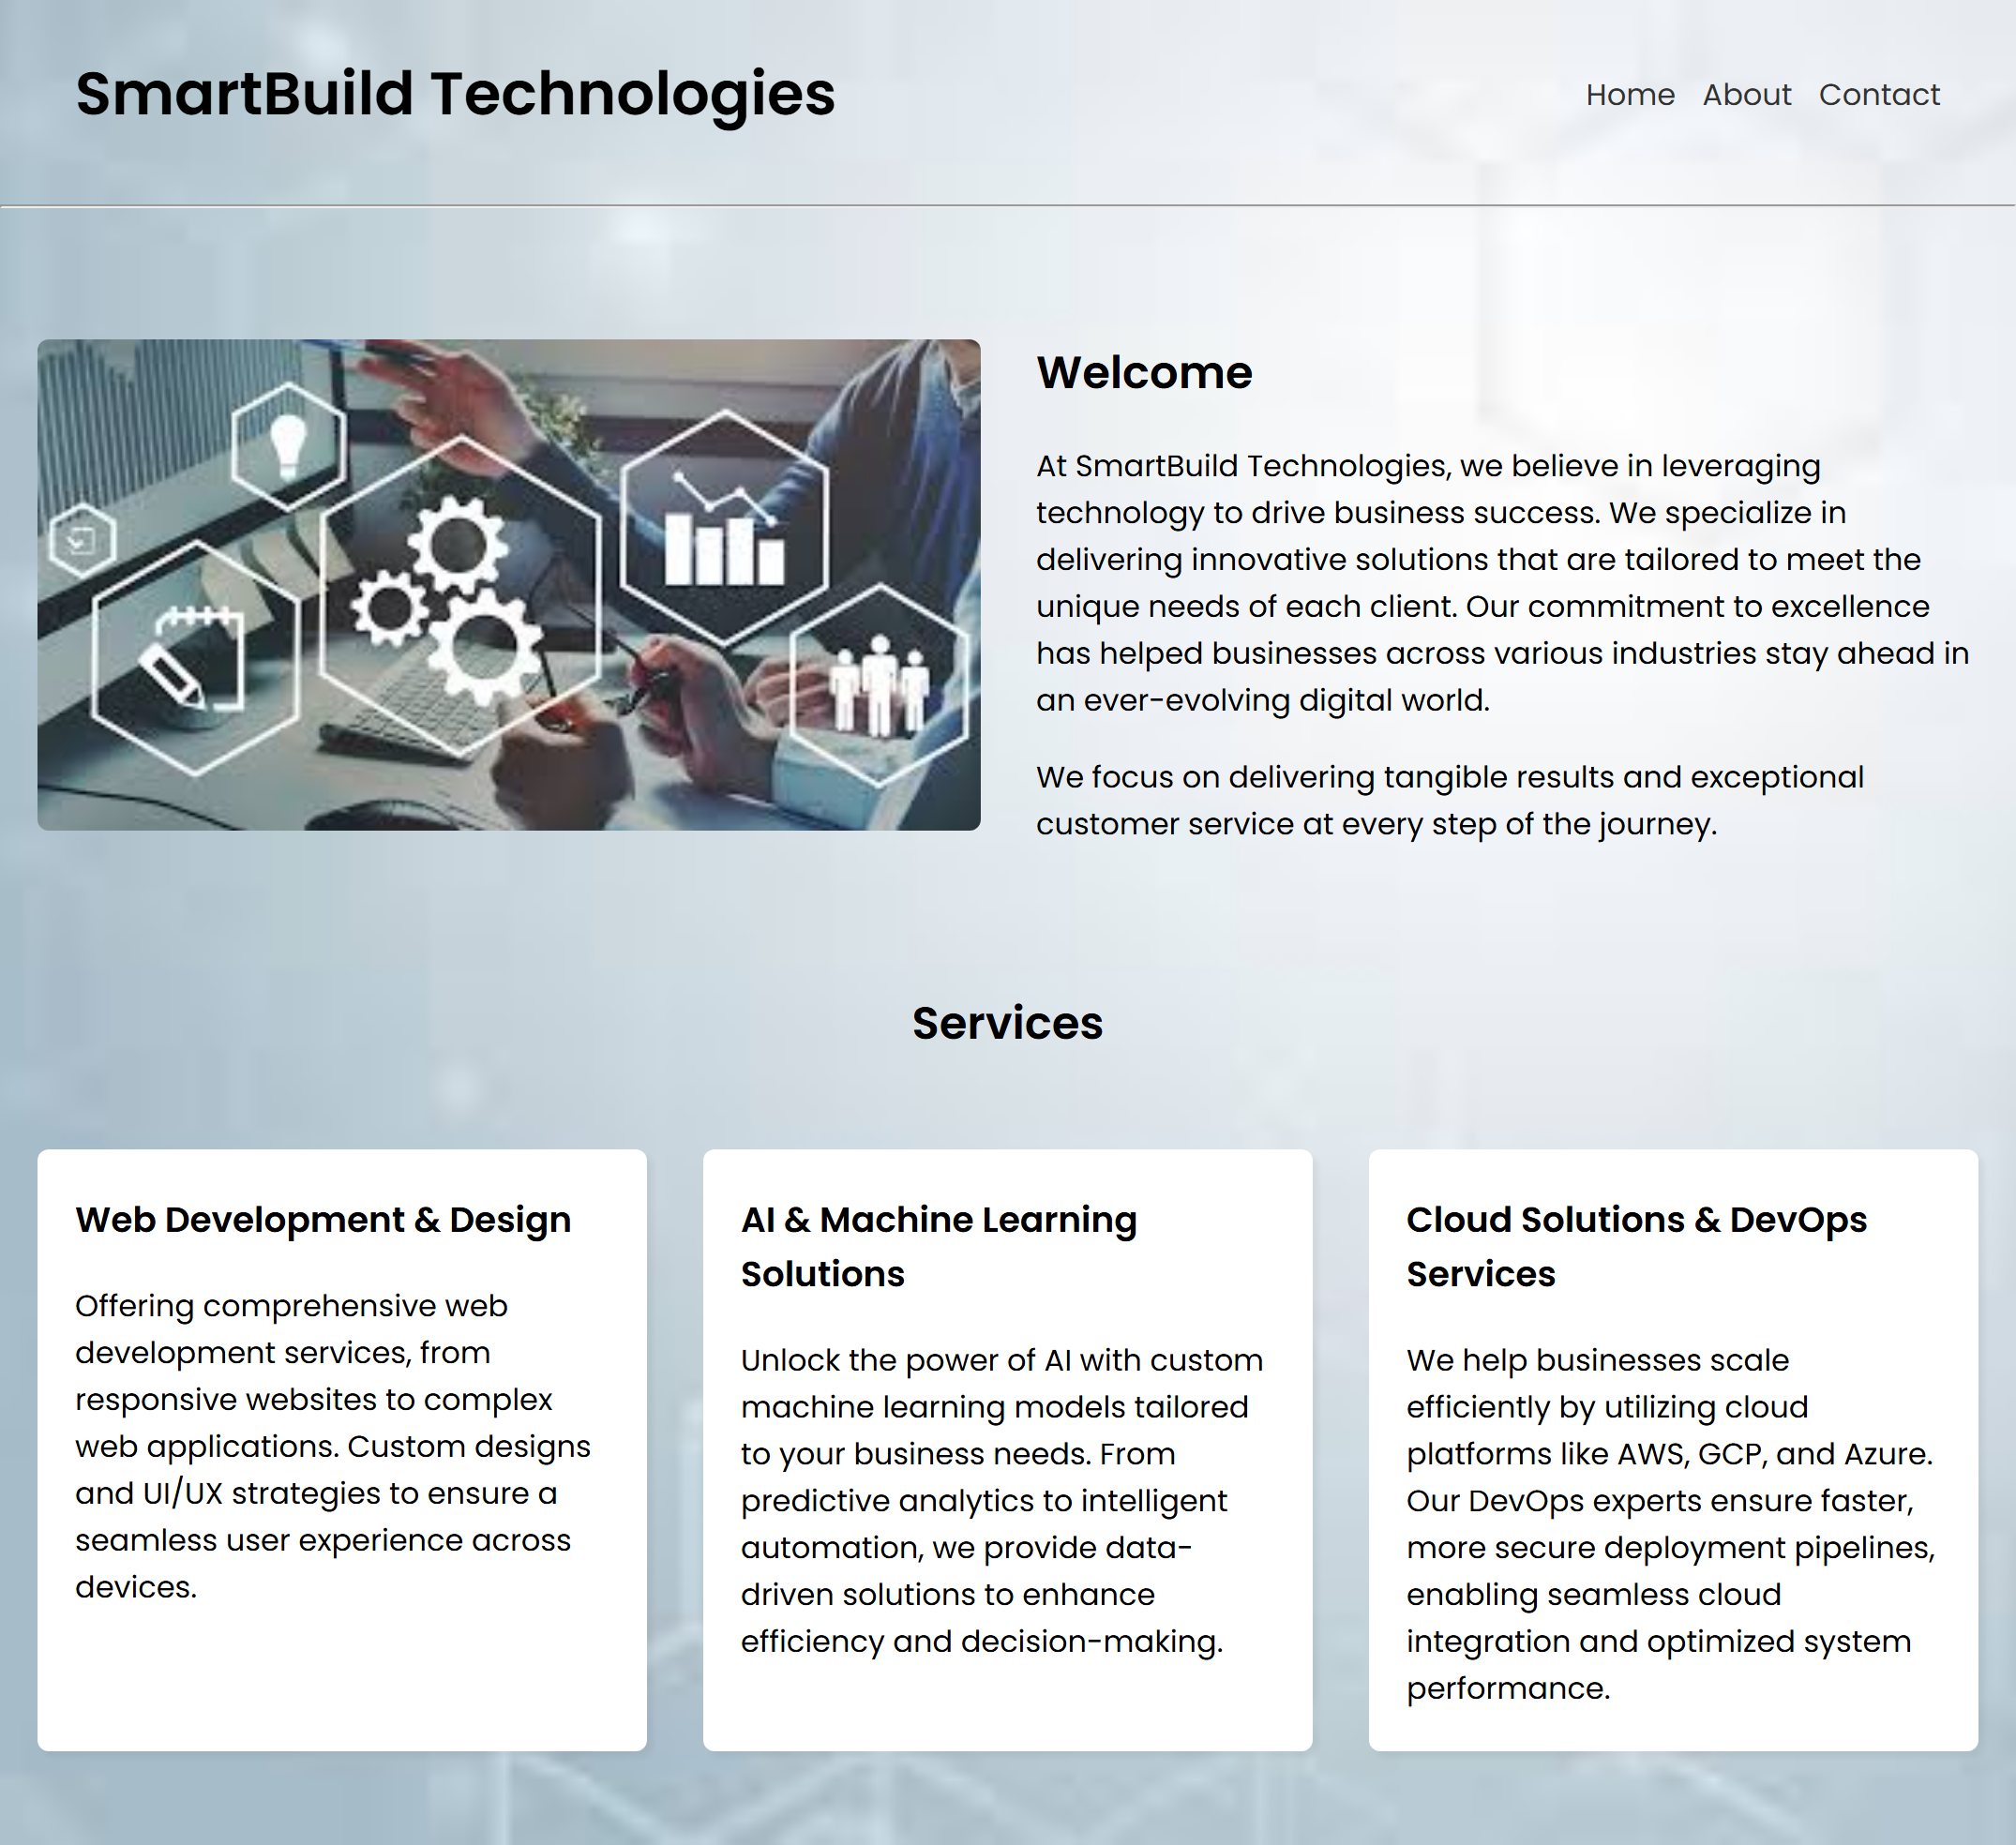 SmartBuild Technologies
Home About Contact
Welcome
At SmartBuild Technologies, we believe in leveraging
technology to drive business success. We specialize in
delivering innovative solutions that are tailored to meet the
unique needs of each client. Our commitment to excellence
has helped businesses across various industries stay ahead in
an ever-evolving digital world.
We focus on delivering tangible results and exceptional
customer service at every step of the journey.
Services
Web Development & Design
Offering comprehensive web
development services, from
responsive websites to complex
web applications. Custom designs
and UI/UX strategies to ensure a
seamless user experience across
devices.
AI & Machine Learning
Solutions
Unlock the power of AI with custom
machine learning models tailored
to your business needs. From
predictive analytics to intelligent
automation, we provide data-
driven solutions to enhance
efficiency and decision-making.
Cloud Solutions & DevOps
Services
We help businesses scale
efficiently by utilizing cloud
platforms like AWS, GCP, and Azure.
Our DevOps experts ensure faster,
more secure deployment pipelines,
enabling seamless cloud
integration and optimized system
performance.